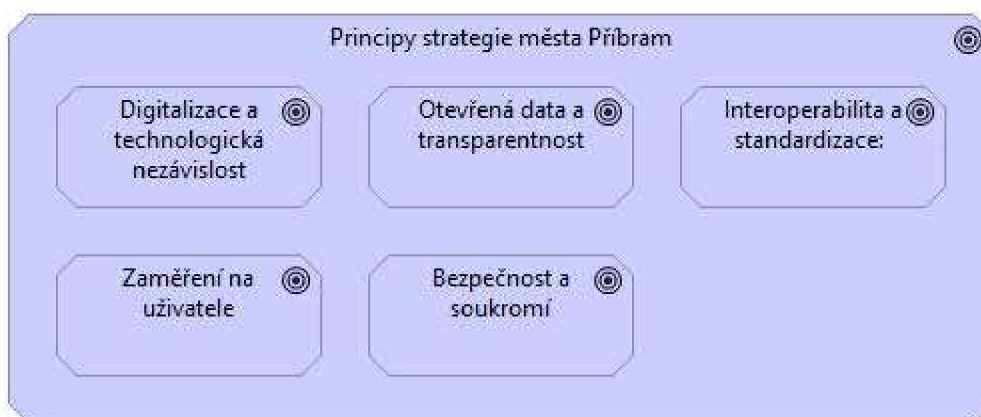 Principy strategie města Příbram
Digitalizace a
technologická
nezávislost
Otevřená data a
transparentnost
Interoperabilita a
standardizace:
Zaměření na
uživatele
Bezpečnost a
soukromí